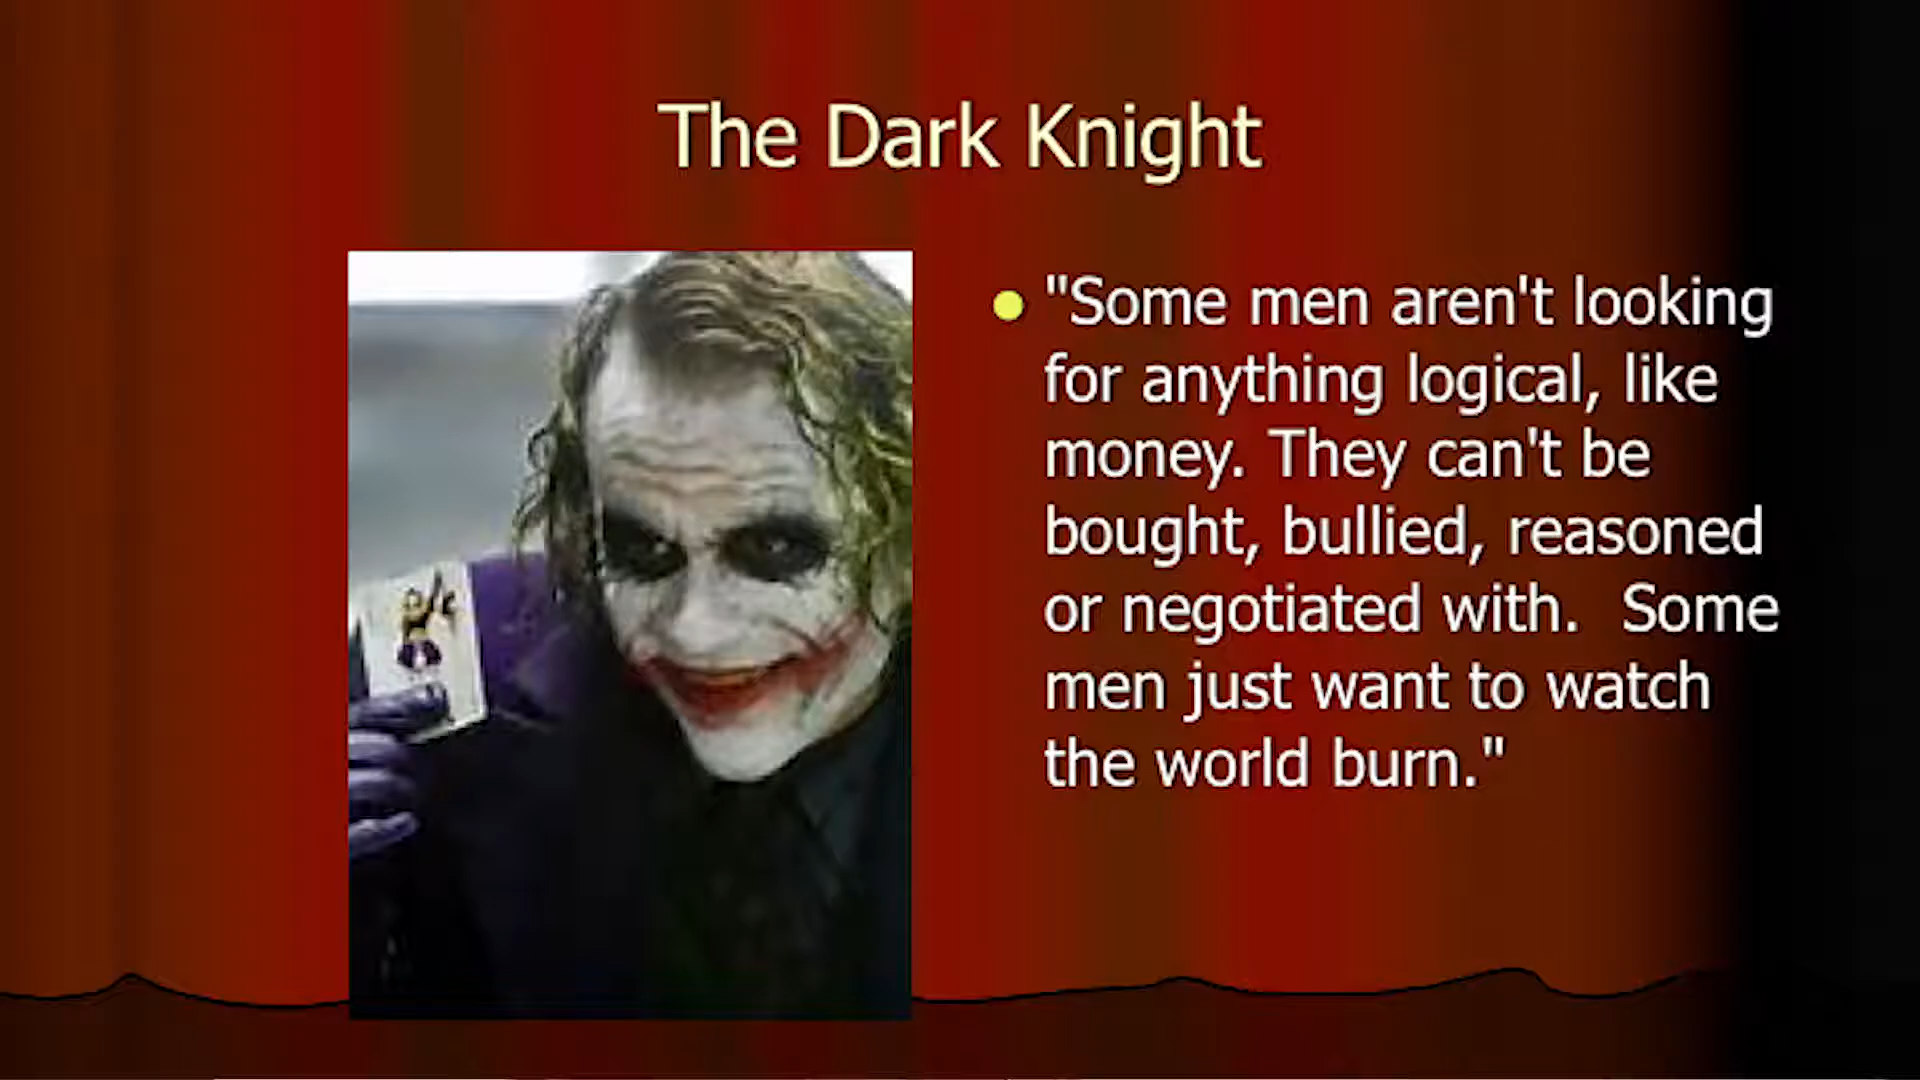 The Dark Knight
"Some men aren't looking
for anything logical, like
money. They can't be
bought, bullied, reasoned
or negotiated with.  Some
men just want to watch
the world burn."